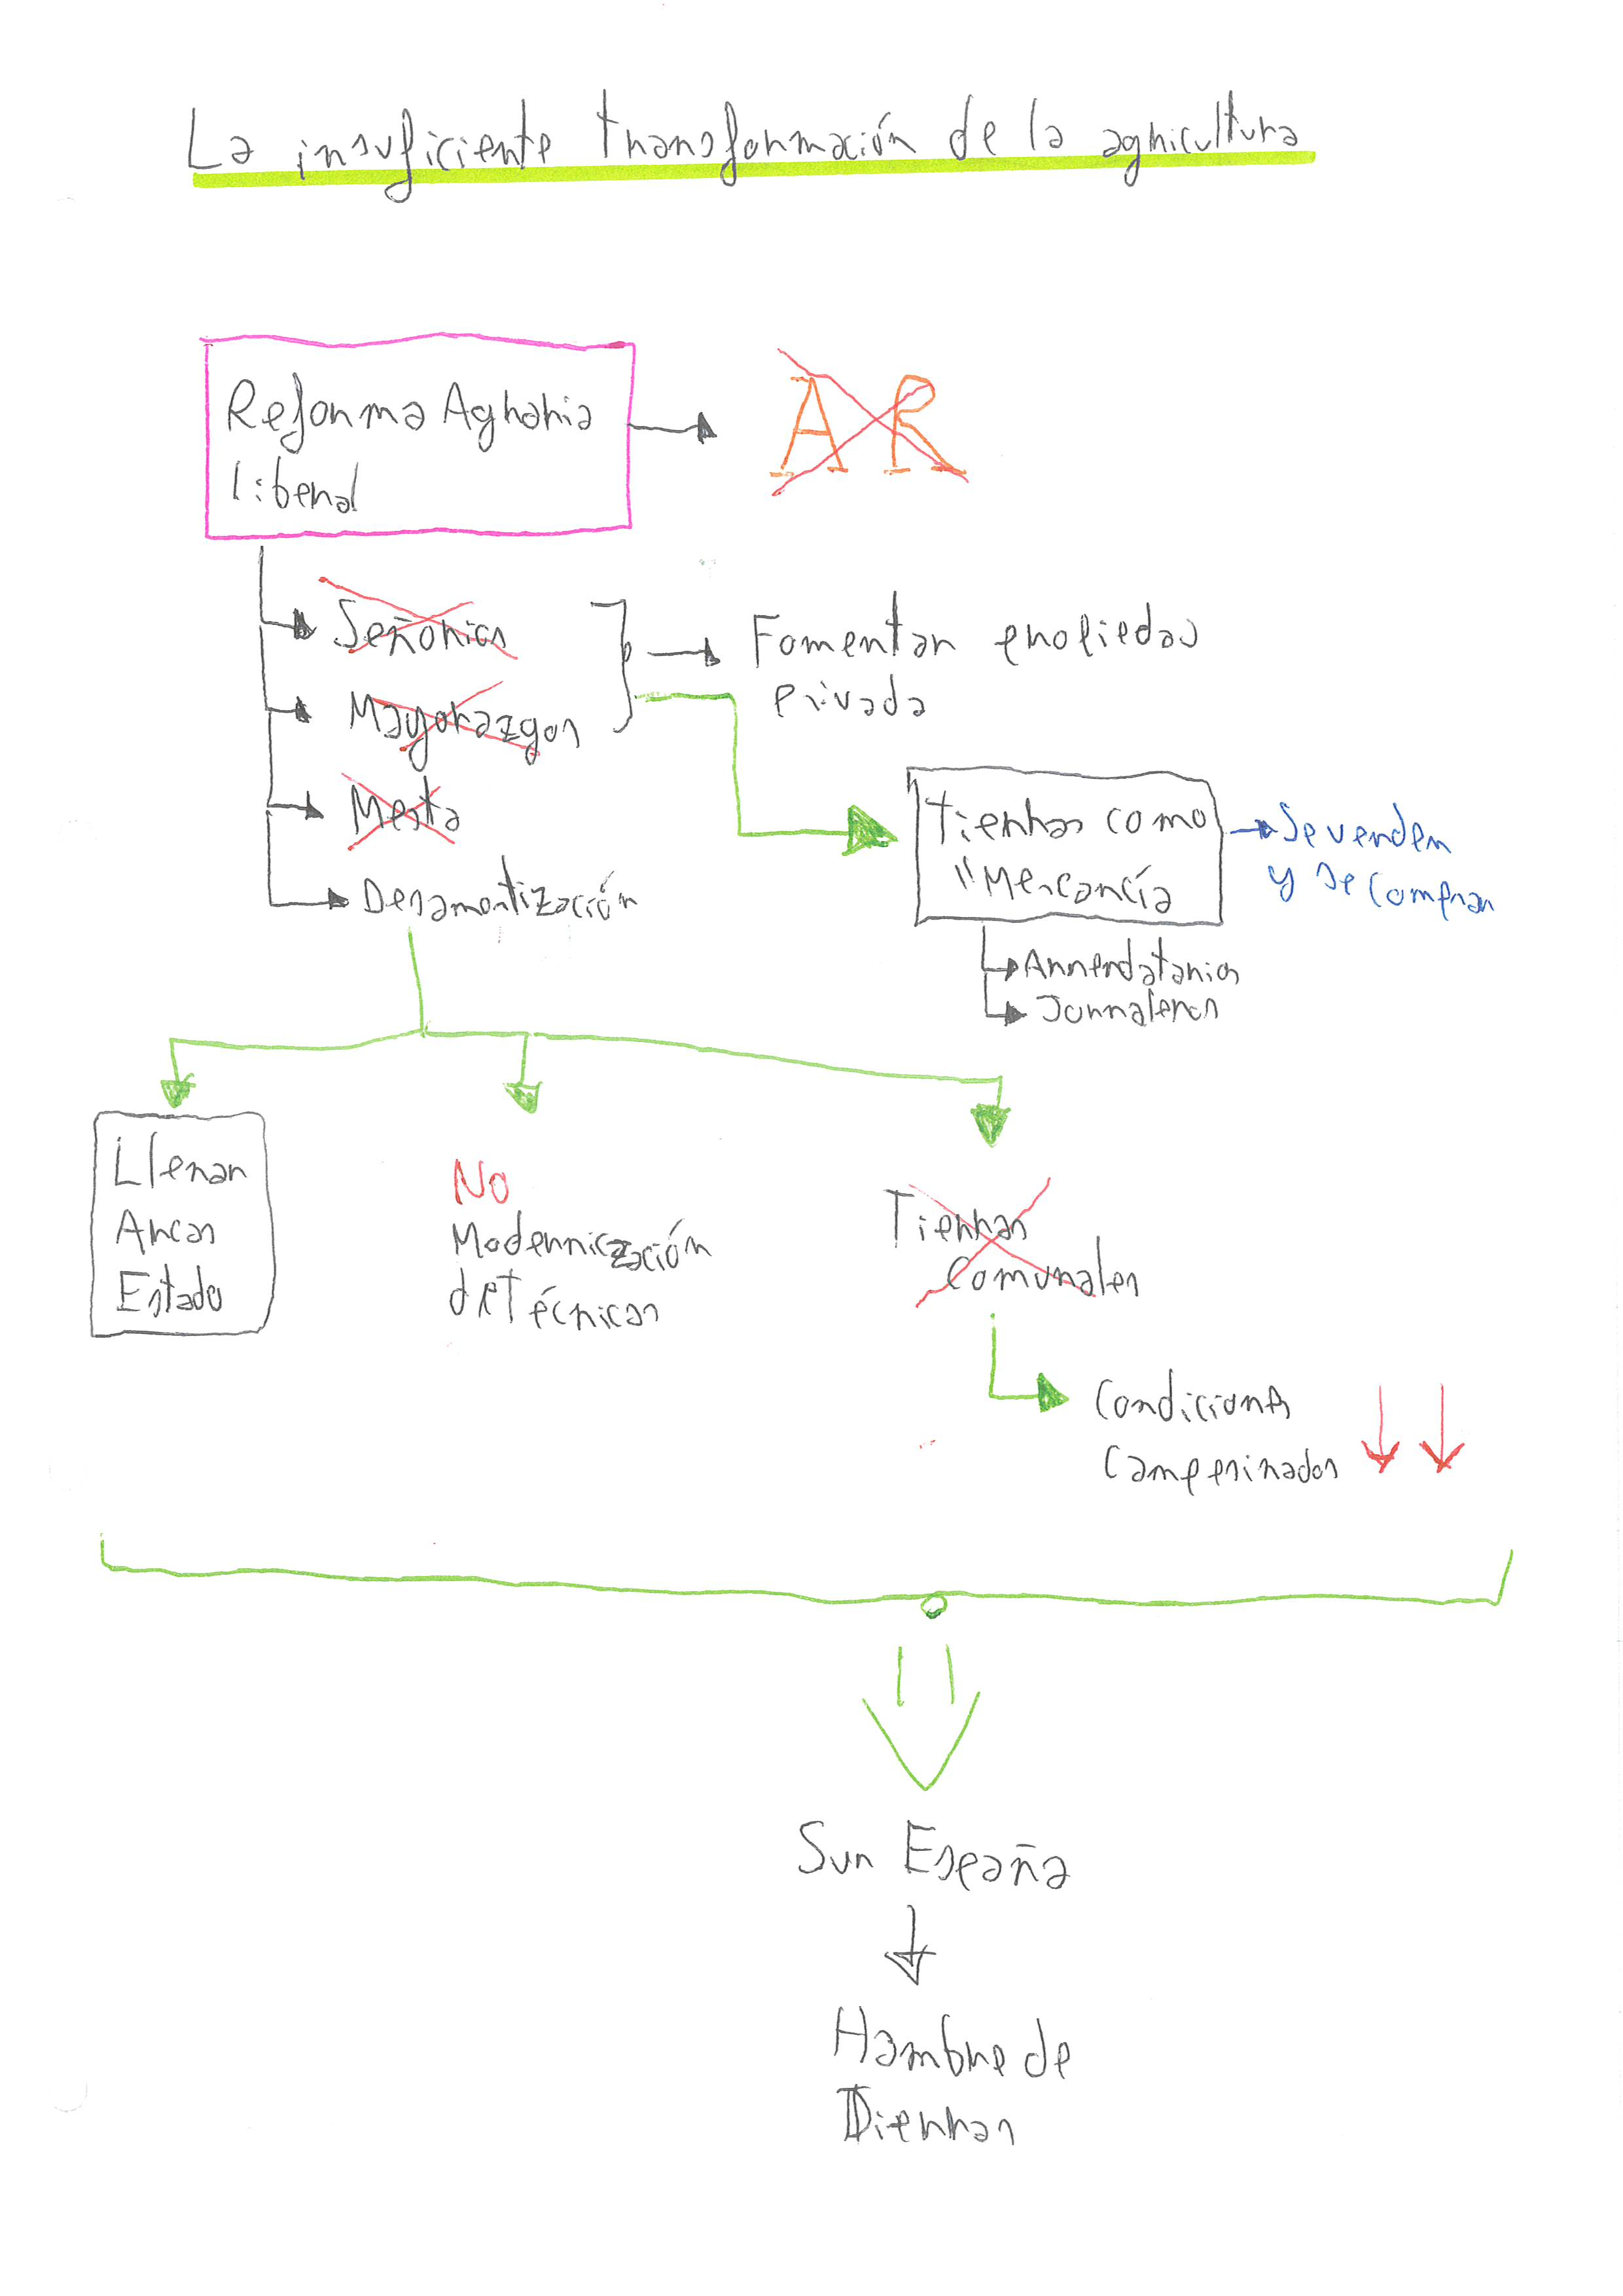 La insuficiente transformación de la agricultura
Reforma Agraria
liberal
AR
Señorios
Mayorazgos
Fomentar propiedad
privada
Mesta
Desamortización
Tierras como
"Mercancía
Se venden
y se compran
Arrendatarios
Jornaleros
Llenar
Arcas
Estado
NO
Modernización
de Técnicas
Tierras
comunales
Condiciones
Campesinados
Sur España
Hambre de
Tierras